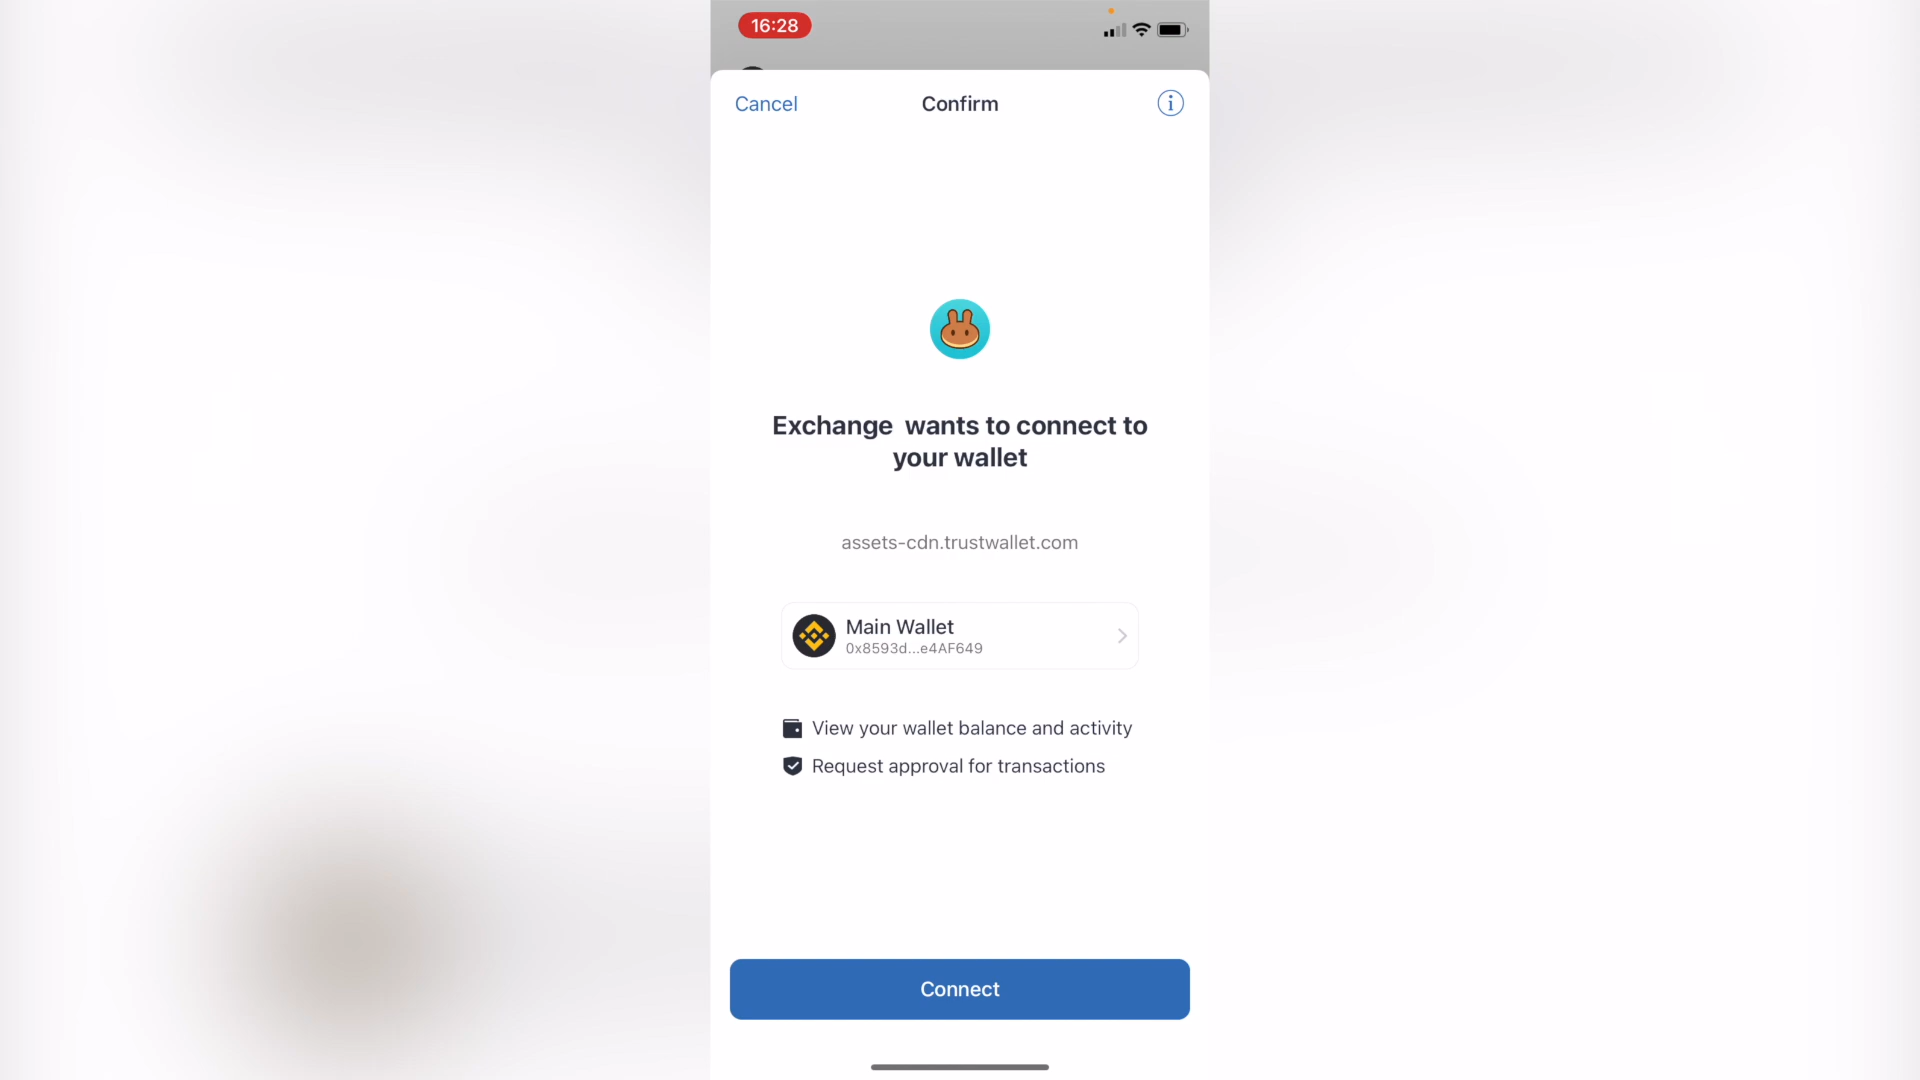 16:28
Cancel
Confirm
Exchange wants to connect to
your wallet
assets-cdn.trustwallet.com
Main Wallet
0x8593d...e4AF649
View your wallet balance and activity
Request approval for transactions
Connect